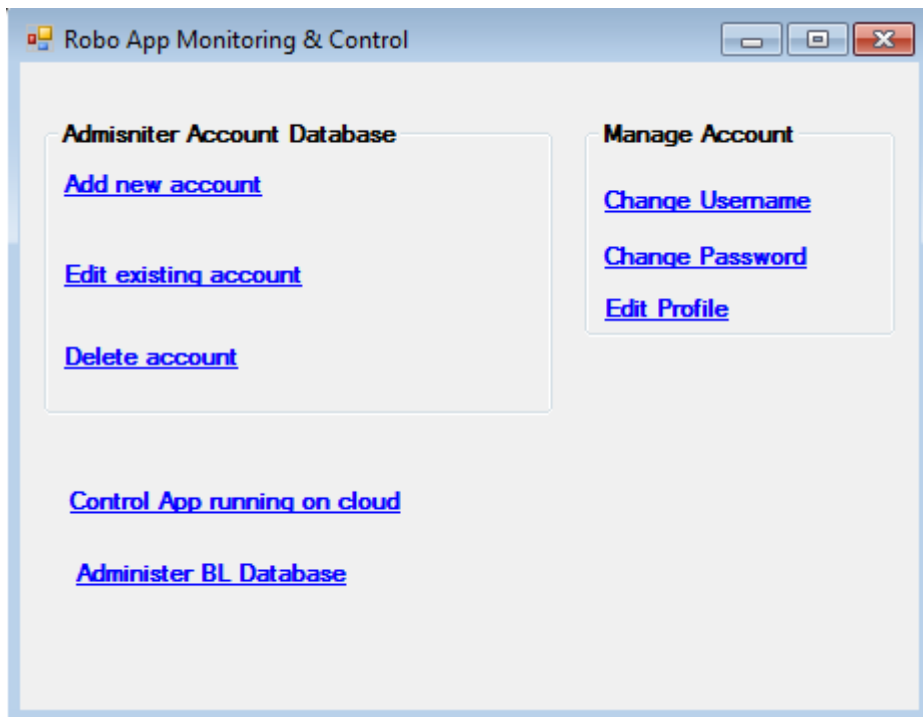 Robo App Monitoring & Control
Admisniter Account Database
Add new account
Edit existing account
Delete account
Manage Account
Change Username
Change Password
Edit Profile
Control App running on cloud
Administer BL Database